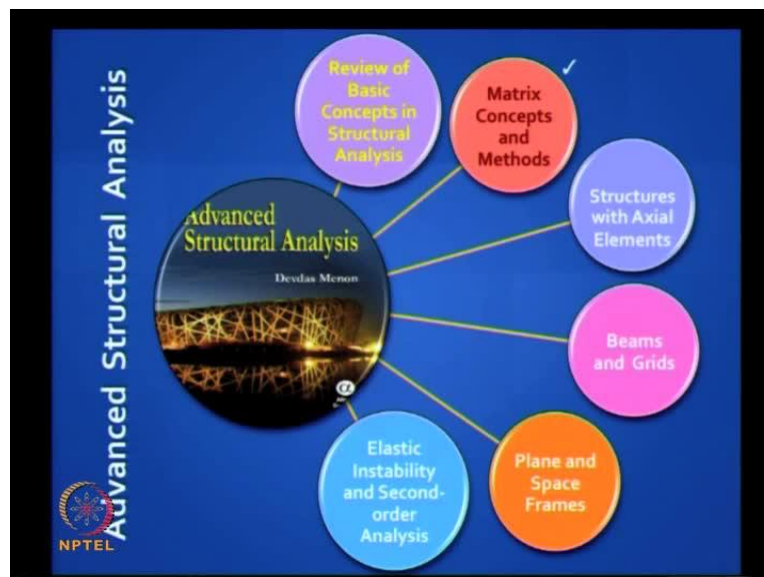 Advanced Structural Analysis
Review of
Basic
Concepts in
Structural
Analysis
Matrix
Concepts
and
Methods
Structures
with Axial
Elements
Beams
and Grids
Plane and
Space
Frames
Elastic
Instability
and Second-
order
Analysis
Advanced
Structural Analysis
Devdas Menon
α
NPTEL